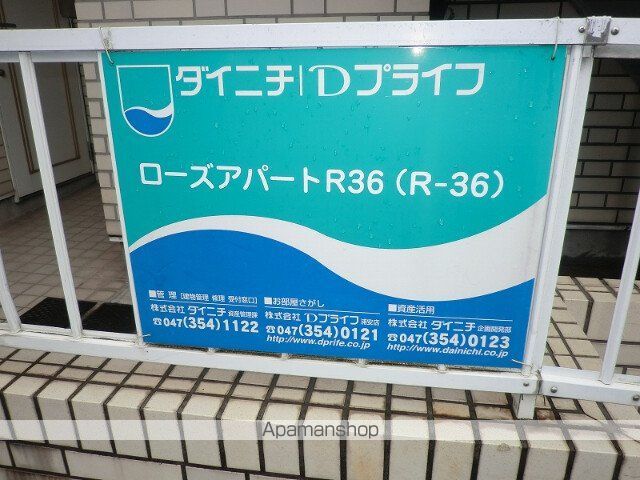 ダイニチ|Dプライフ
ローズアパートR36(R-36)
■管 理 [建物管理 修理 受付窓口]
株式会社 ダイニチ 資産管理課
☎047(354)1122
■お部屋さがし
株式会社 Dプライフ 浦安店
☎047(354)0121
http://www.dprife.co.jp
■資産活用
株式会社 ダイニチ 企画開発部
☎047(354)0123
http://www.dainichi.co.jp
Apamanshop